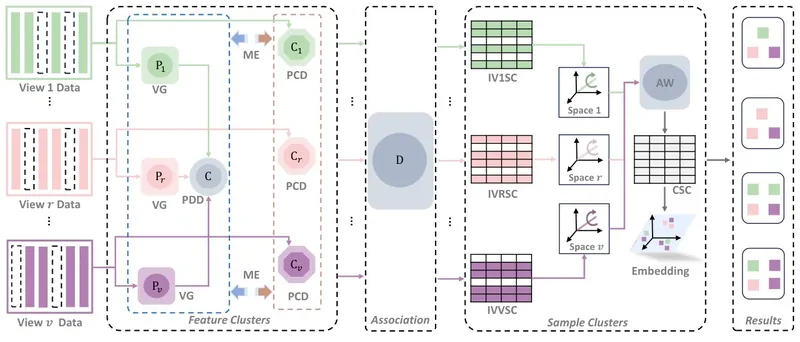 View 1 Data
...
View r Data
...
View v Data
P1
VG
Pr
VG
C
PDD
Pv
VG
ME
ME
C1
PCD
Cr
PCD
Cv
PCD
Feature Clusters
...
...
D
Association
...
...
IV1SC
IVRSC
IVVSC
Space 1
Space r
Space v
AW
CSC
Embedding
Sample Clusters
Results